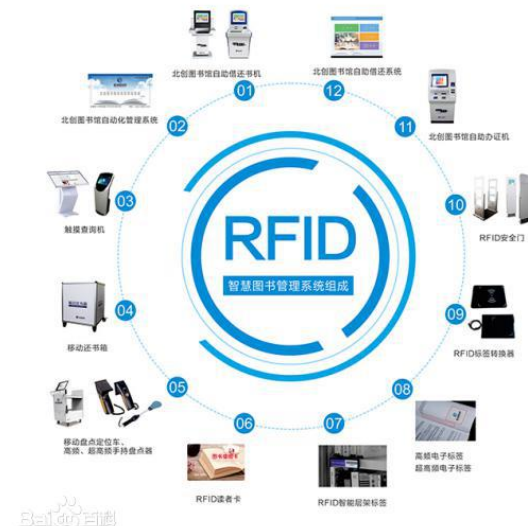 北创图书馆自助借还书机
01
北创图书馆自助借还系统
12
北创图书馆自动化管理系统
02
北创图书馆自助办证机
11
触摸查询机
03
RFID安全门
10
RFID
智慧图书管理系统组成
移动还书箱
04
RFID标签转换器
09
移动盘点定位车、
高频、超高频手持盘点器
05
高频电子标签
超高频电子标签
08
RFID读者卡
06
RFID智能层架标签
07
Baidu百科